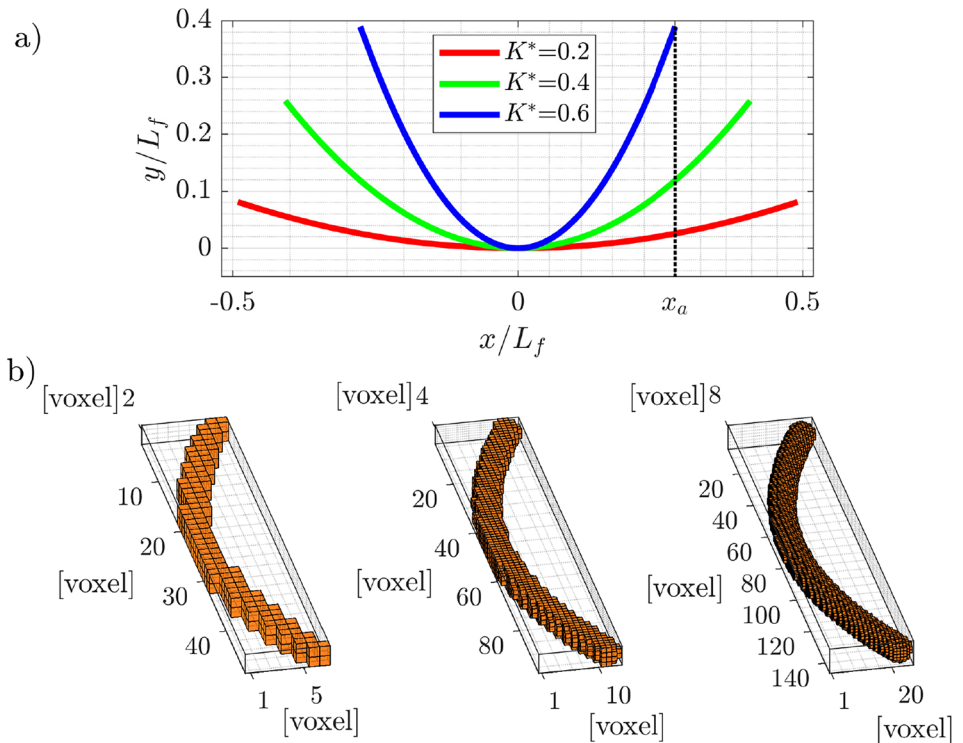 a)
0.4
0.3
0.2
0.1
0
y/L_f
K*=0.2
K*=0.4
K*=0.6
-0.5 0 x_a 0.5
x/L_f
b)
[voxel]2
10
20
30
40
[voxel]
1 5
[voxel]
[voxel]4
20
40
60
80
[voxel]
1 10
[voxel]
[voxel]8
20
40
60
80
100
120
140
[voxel]
1 20
[voxel]